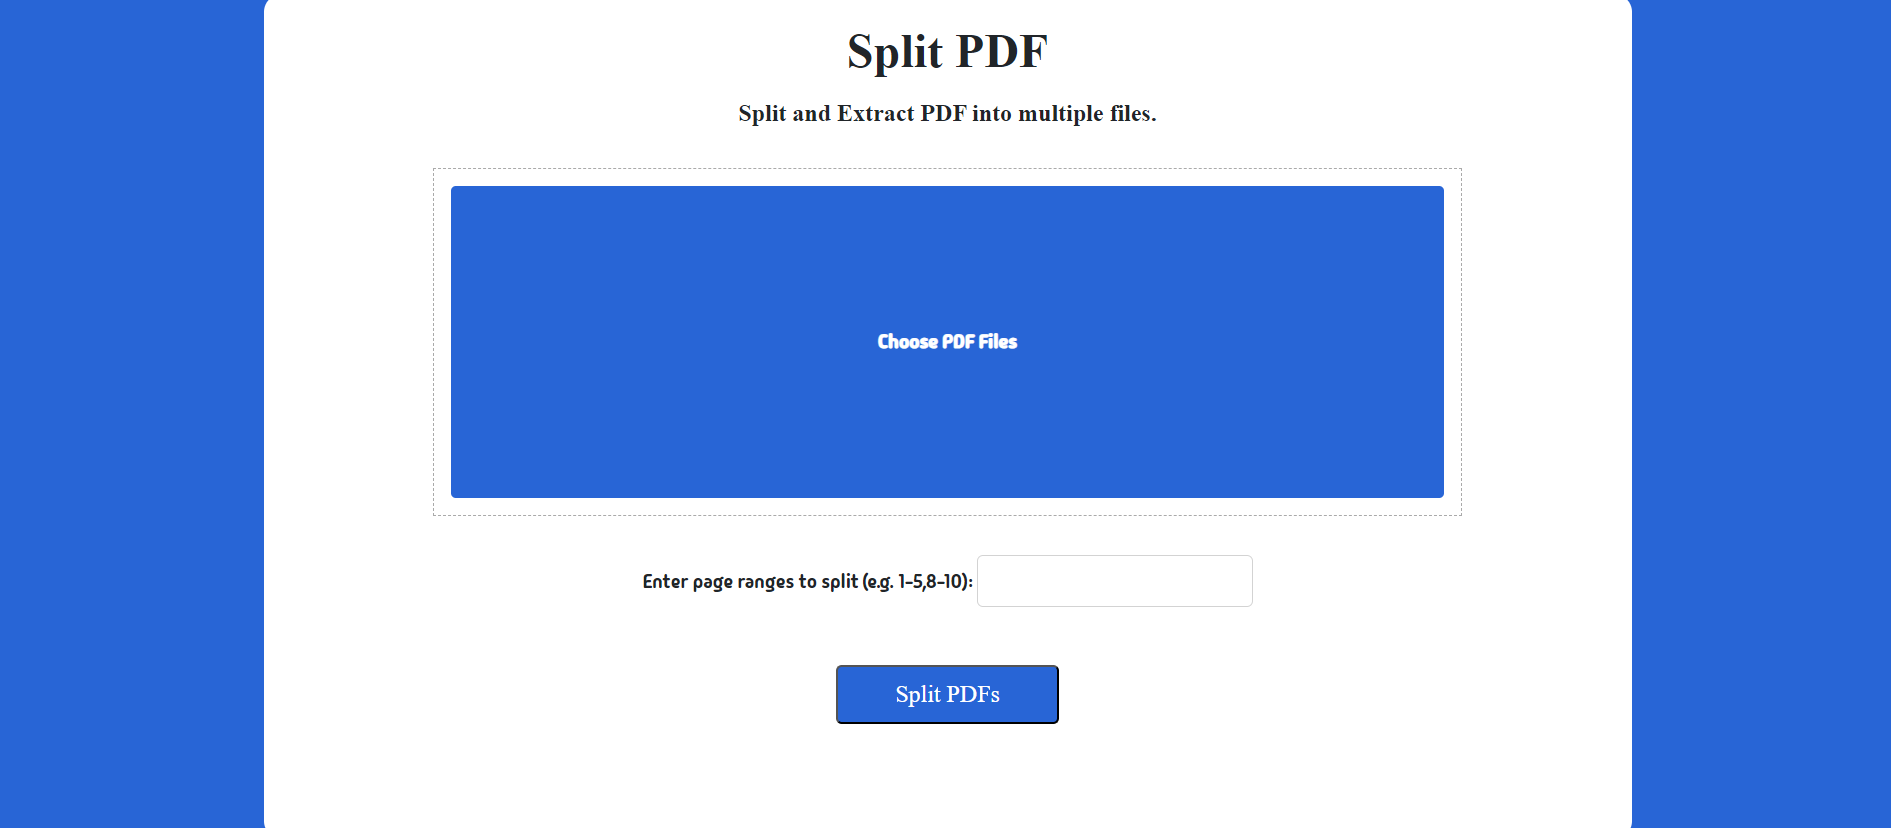 Split PDF
Split and Extract PDF into multiple files.
Choose PDF Files
Enter page ranges to split (e.g. 1-5,8-10):
Split PDFs